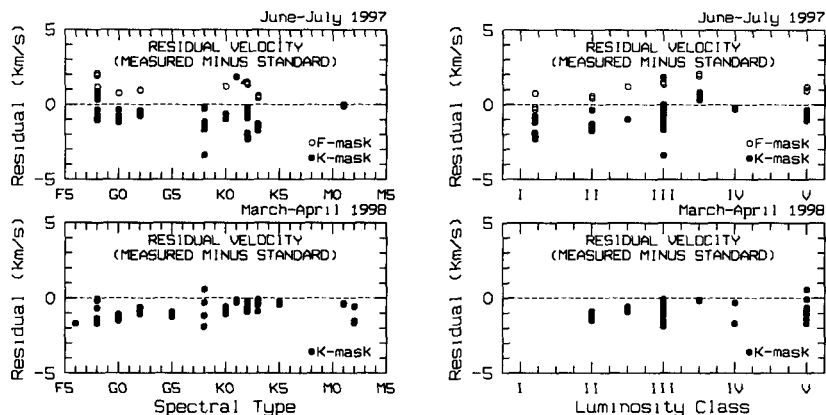 June-July 1997
RESIDUAL VELOCITY
(MEASURED MINUS STANDARD)
Residual (km/s)
5
0
-5
F-mask
K-mask
F5 G0 G5 K0 K5 M0 M5
June-July 1997
RESIDUAL VELOCITY
(MEASURED MINUS STANDARD)
Residual (km/s)
5
0
-5
F-mask
K-mask
I II III IV V
March-April 1998
RESIDUAL VELOCITY
(MEASURED MINUS STANDARD)
Residual (km/s)
5
0
-5
K-mask
F5 G0 G5 K0 K5 M0 M5
Spectral Type
March-April 1998
RESIDUAL VELOCITY
(MEASURED MINUS STANDARD)
Residual (km/s)
5
0
-5
K-mask
I II III IV V
Luminosity Class